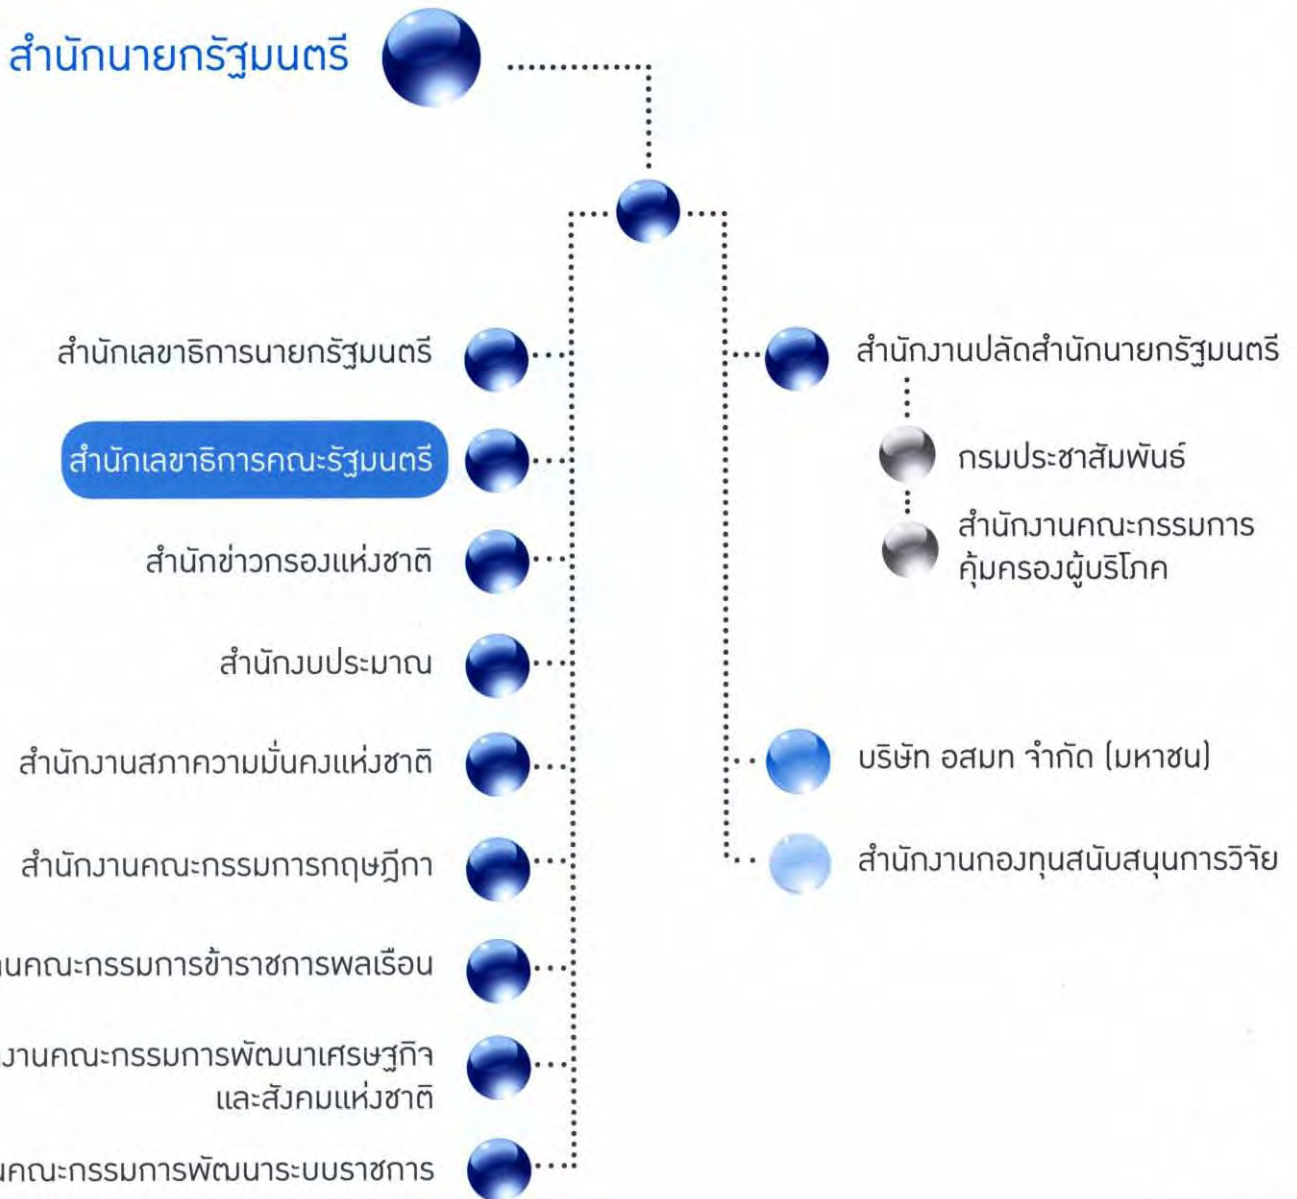 สำนักนายกรัฐมนตรี
สำนักเลขาธิการนายกรัฐมนตรี
สำนักเลขาธิการคณะรัฐมนตรี
สำนักข่าวกรองแห่งชาติ
สำนักงบประมาณ
สำนักงานสภาความมั่นคงแห่งชาติ
สำนักงานคณะกรรมการกฤษฎีกา
านคณะกรรมการข้าราชการพลเรือน
งานคณะกรรมการพัฒนาเศรษฐกิจ
และสังคมแห่งชาติ
นคณะกรรมการพัฒนาระบบราชการ
สำนักงานปลัดสำนักนายกรัฐมนตรี
กรมประชาสัมพันธ์
สำนักงานคณะกรรมการ
คุ้มครองผู้บริโภค
บริษัท อสมท จำกัด (มหาชน)
สำนักงานกองทุนสนับสนุนการวิจัย